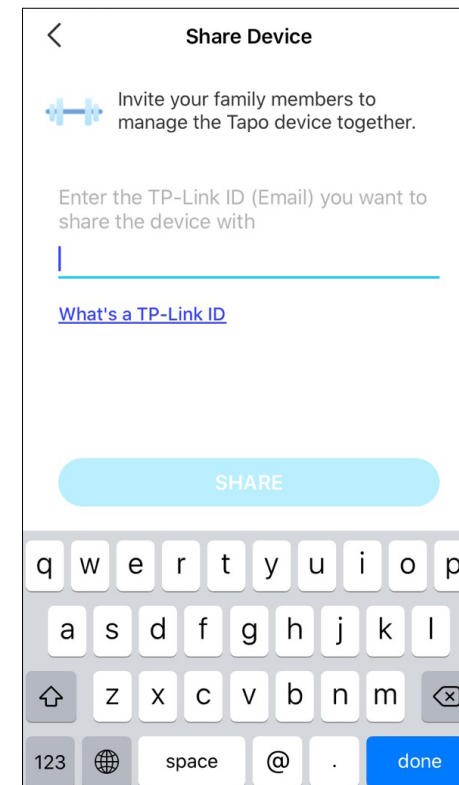 Share Device
Invite your family members to
manage the Tapo device together.
Enter the TP-Link ID (Email) you want to
share the device with
What's a TP-Link ID
SHARE
q w e r t y u i o p
a s d f g h j k l
z x c v b n m
123 space @ . done